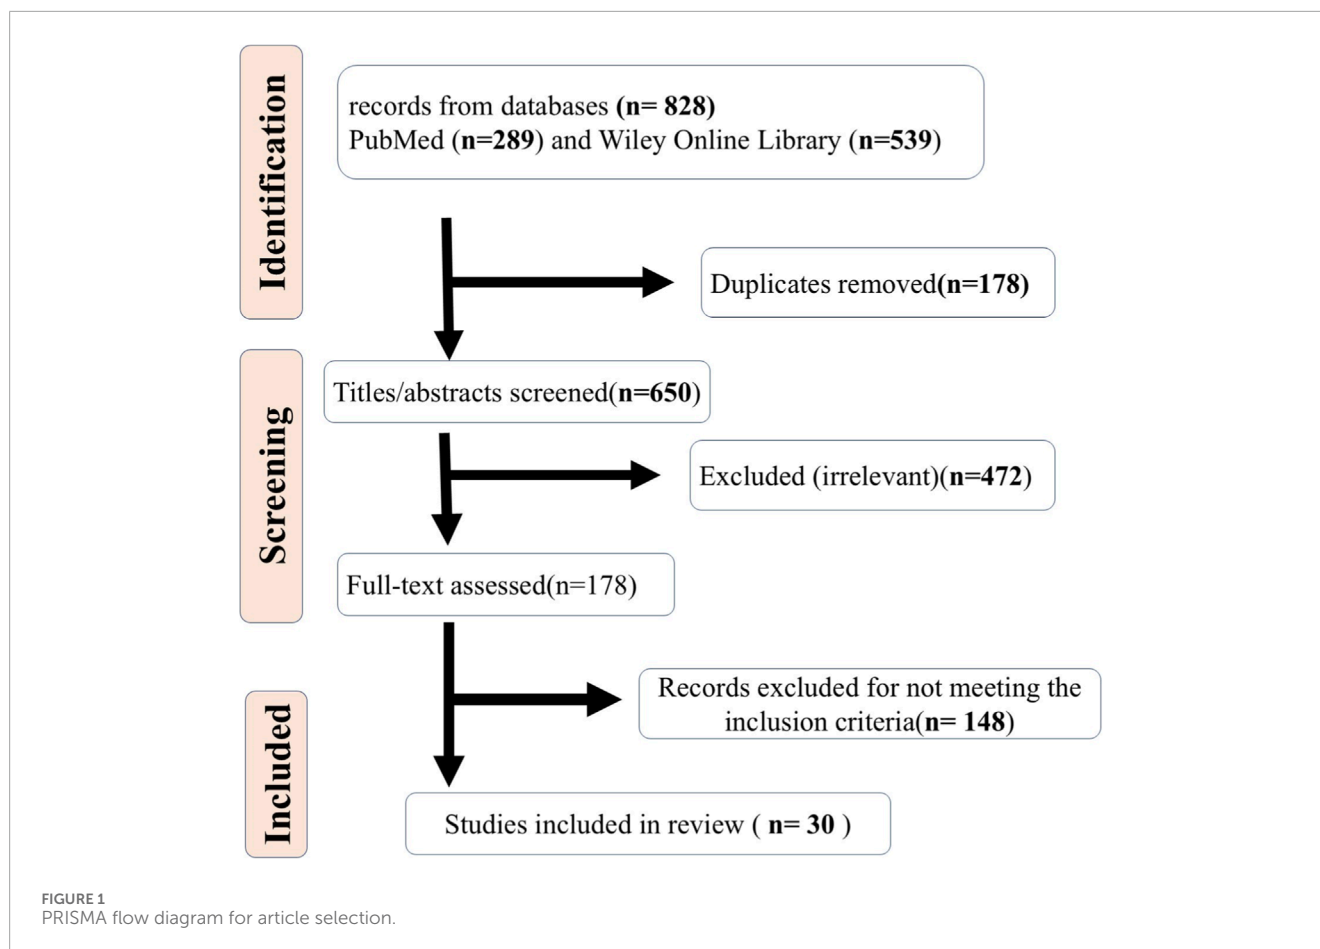 Identification
records from databases (n= 828)
PubMed (n=289) and Wiley Online Library (n=539)
Duplicates removed(n=178)
Screening
Titles/abstracts screened(n=650)
Excluded (irrelevant)(n=472)
Full-text assessed(n=178)
Included
Records excluded for not meeting the
inclusion criteria(n= 148)
Studies included in review ( n= 30 )
FIGURE 1
PRISMA flow diagram for article selection.